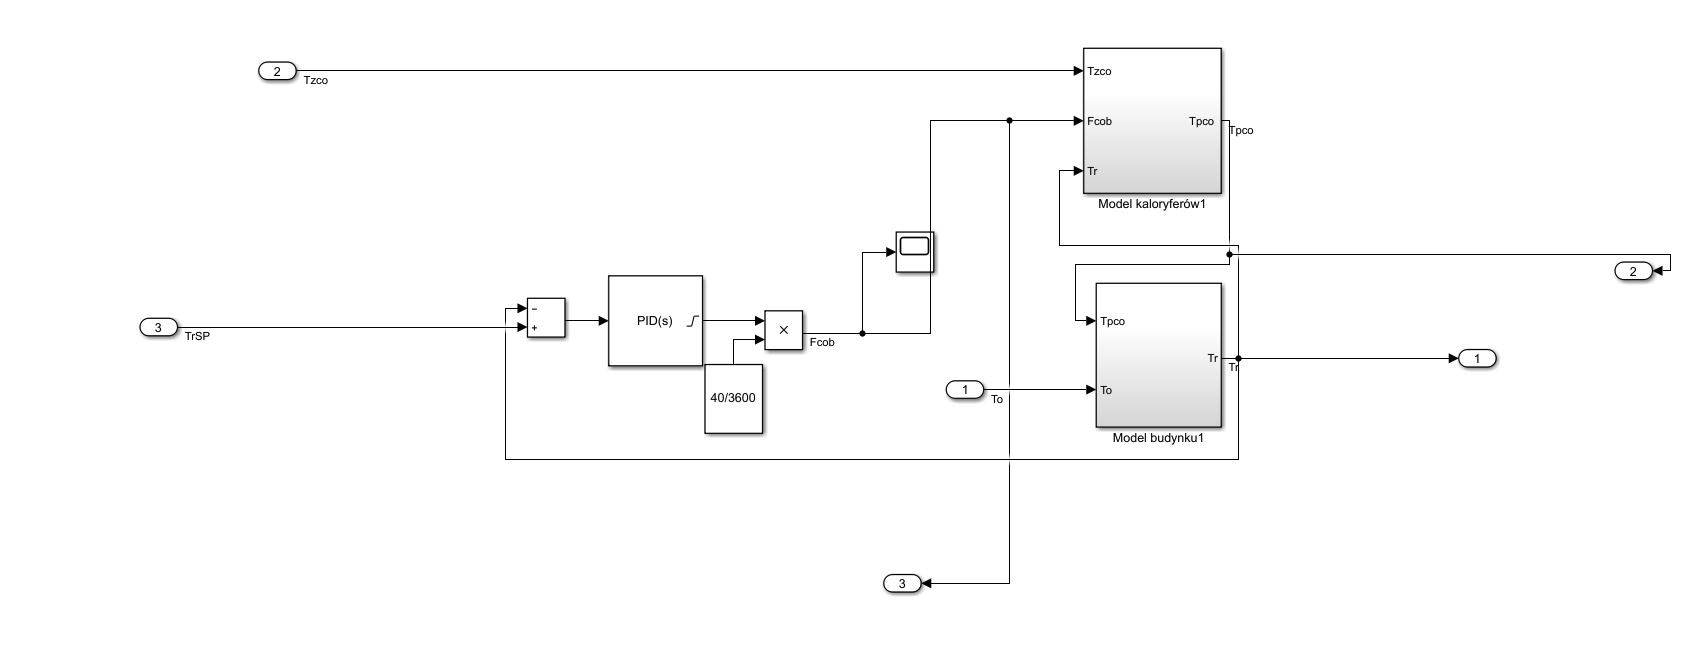 2
Tzco
Tzco
Fcob
Tpco
Tpco
Tr
Model kaloryferów1
2
3
TrSP
−
+
PID(s)
×
Fcob
40/3600
Tpco
Tr
Tr
1
1
To
To
Model budynku1
3